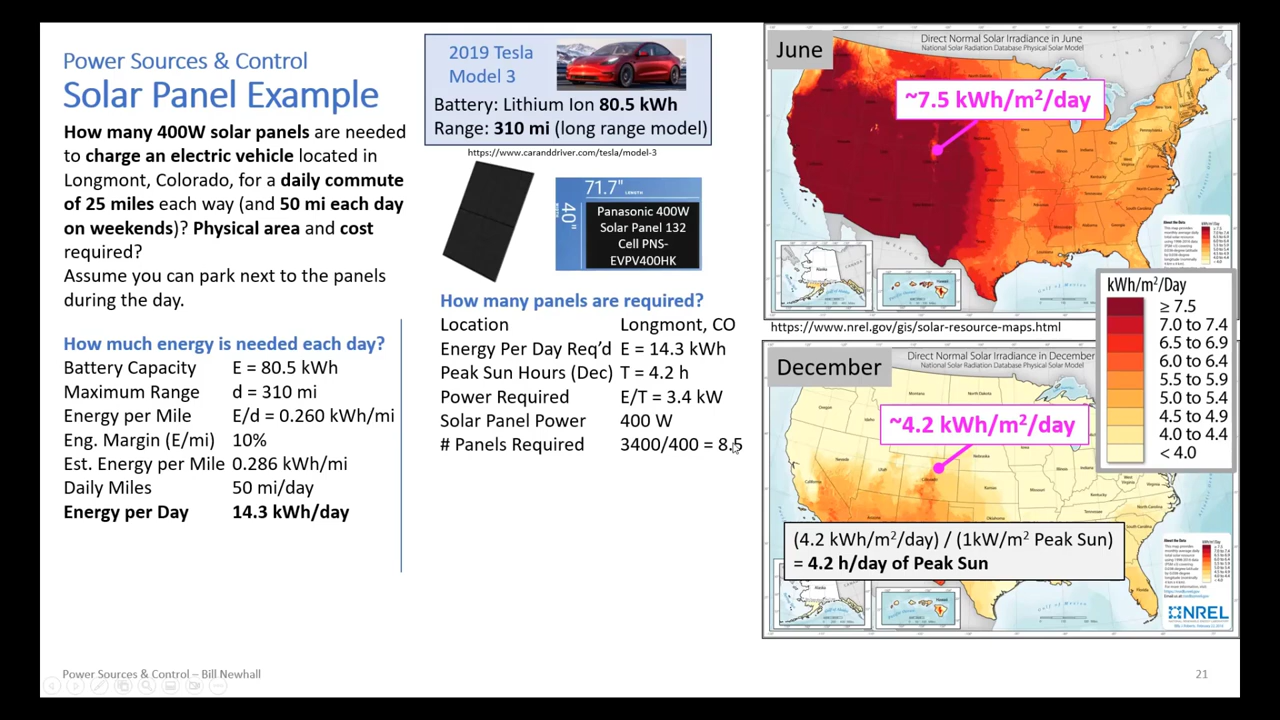 Power Sources & Control
Solar Panel Example
How many 400W solar panels are needed
to charge an electric vehicle located in
Longmont, Colorado, for a daily commute
of 25 miles each way (and 50 mi each day
on weekends)? Physical area and cost
required?
Assume you can park next to the panels
during the day.
How much energy is needed each day?
Battery Capacity E = 80.5 kWh
Maximum Range d = 310 mi
Energy per Mile E/d = 0.260 kWh/mi
Eng. Margin (E/mi) 10%
Est. Energy per Mile 0.286 kWh/mi
Daily Miles 50 mi/day
Energy per Day 14.3 kWh/day
2019 Tesla
Model 3
Battery: Lithium Ion 80.5 kWh
Range: 310 mi (long range model)
https://www.caranddriver.com/tesla/model-3
71.7" LENGTH
40"
Panasonic 400W
Solar Panel 132
Cell PNS-
EVPV400HK
How many panels are required?
Location Longmont, CO
Energy Per Day Req'd E = 14.3 kWh
Peak Sun Hours (Dec) T = 4.2 h
Power Required E/T = 3.4 kW
Solar Panel Power 400 W
# Panels Required 3400/400 = 8.5
June
Direct Normal Solar Irradiance in June
National Solar Radiation Database Physical Solar Model
~7.5 kWh/m²/day
https://www.nrel.gov/gis/solar-resource-maps.html
kWh/m²/Day
≥ 7.5
7.0 to 7.4
6.5 to 6.9
6.0 to 6.4
5.5 to 5.9
5.0 to 5.4
4.5 to 4.9
4.0 to 4.4
< 4.0
December
Direct Normal Solar Irradiance in December
National Solar Radiation Database Physical Solar Model
~4.2 kWh/m²/day
(4.2 kWh/m²/day) / (1kW/m² Peak Sun)
= 4.2 h/day of Peak Sun
NREL
Power Sources & Control – Bill Newhall
21